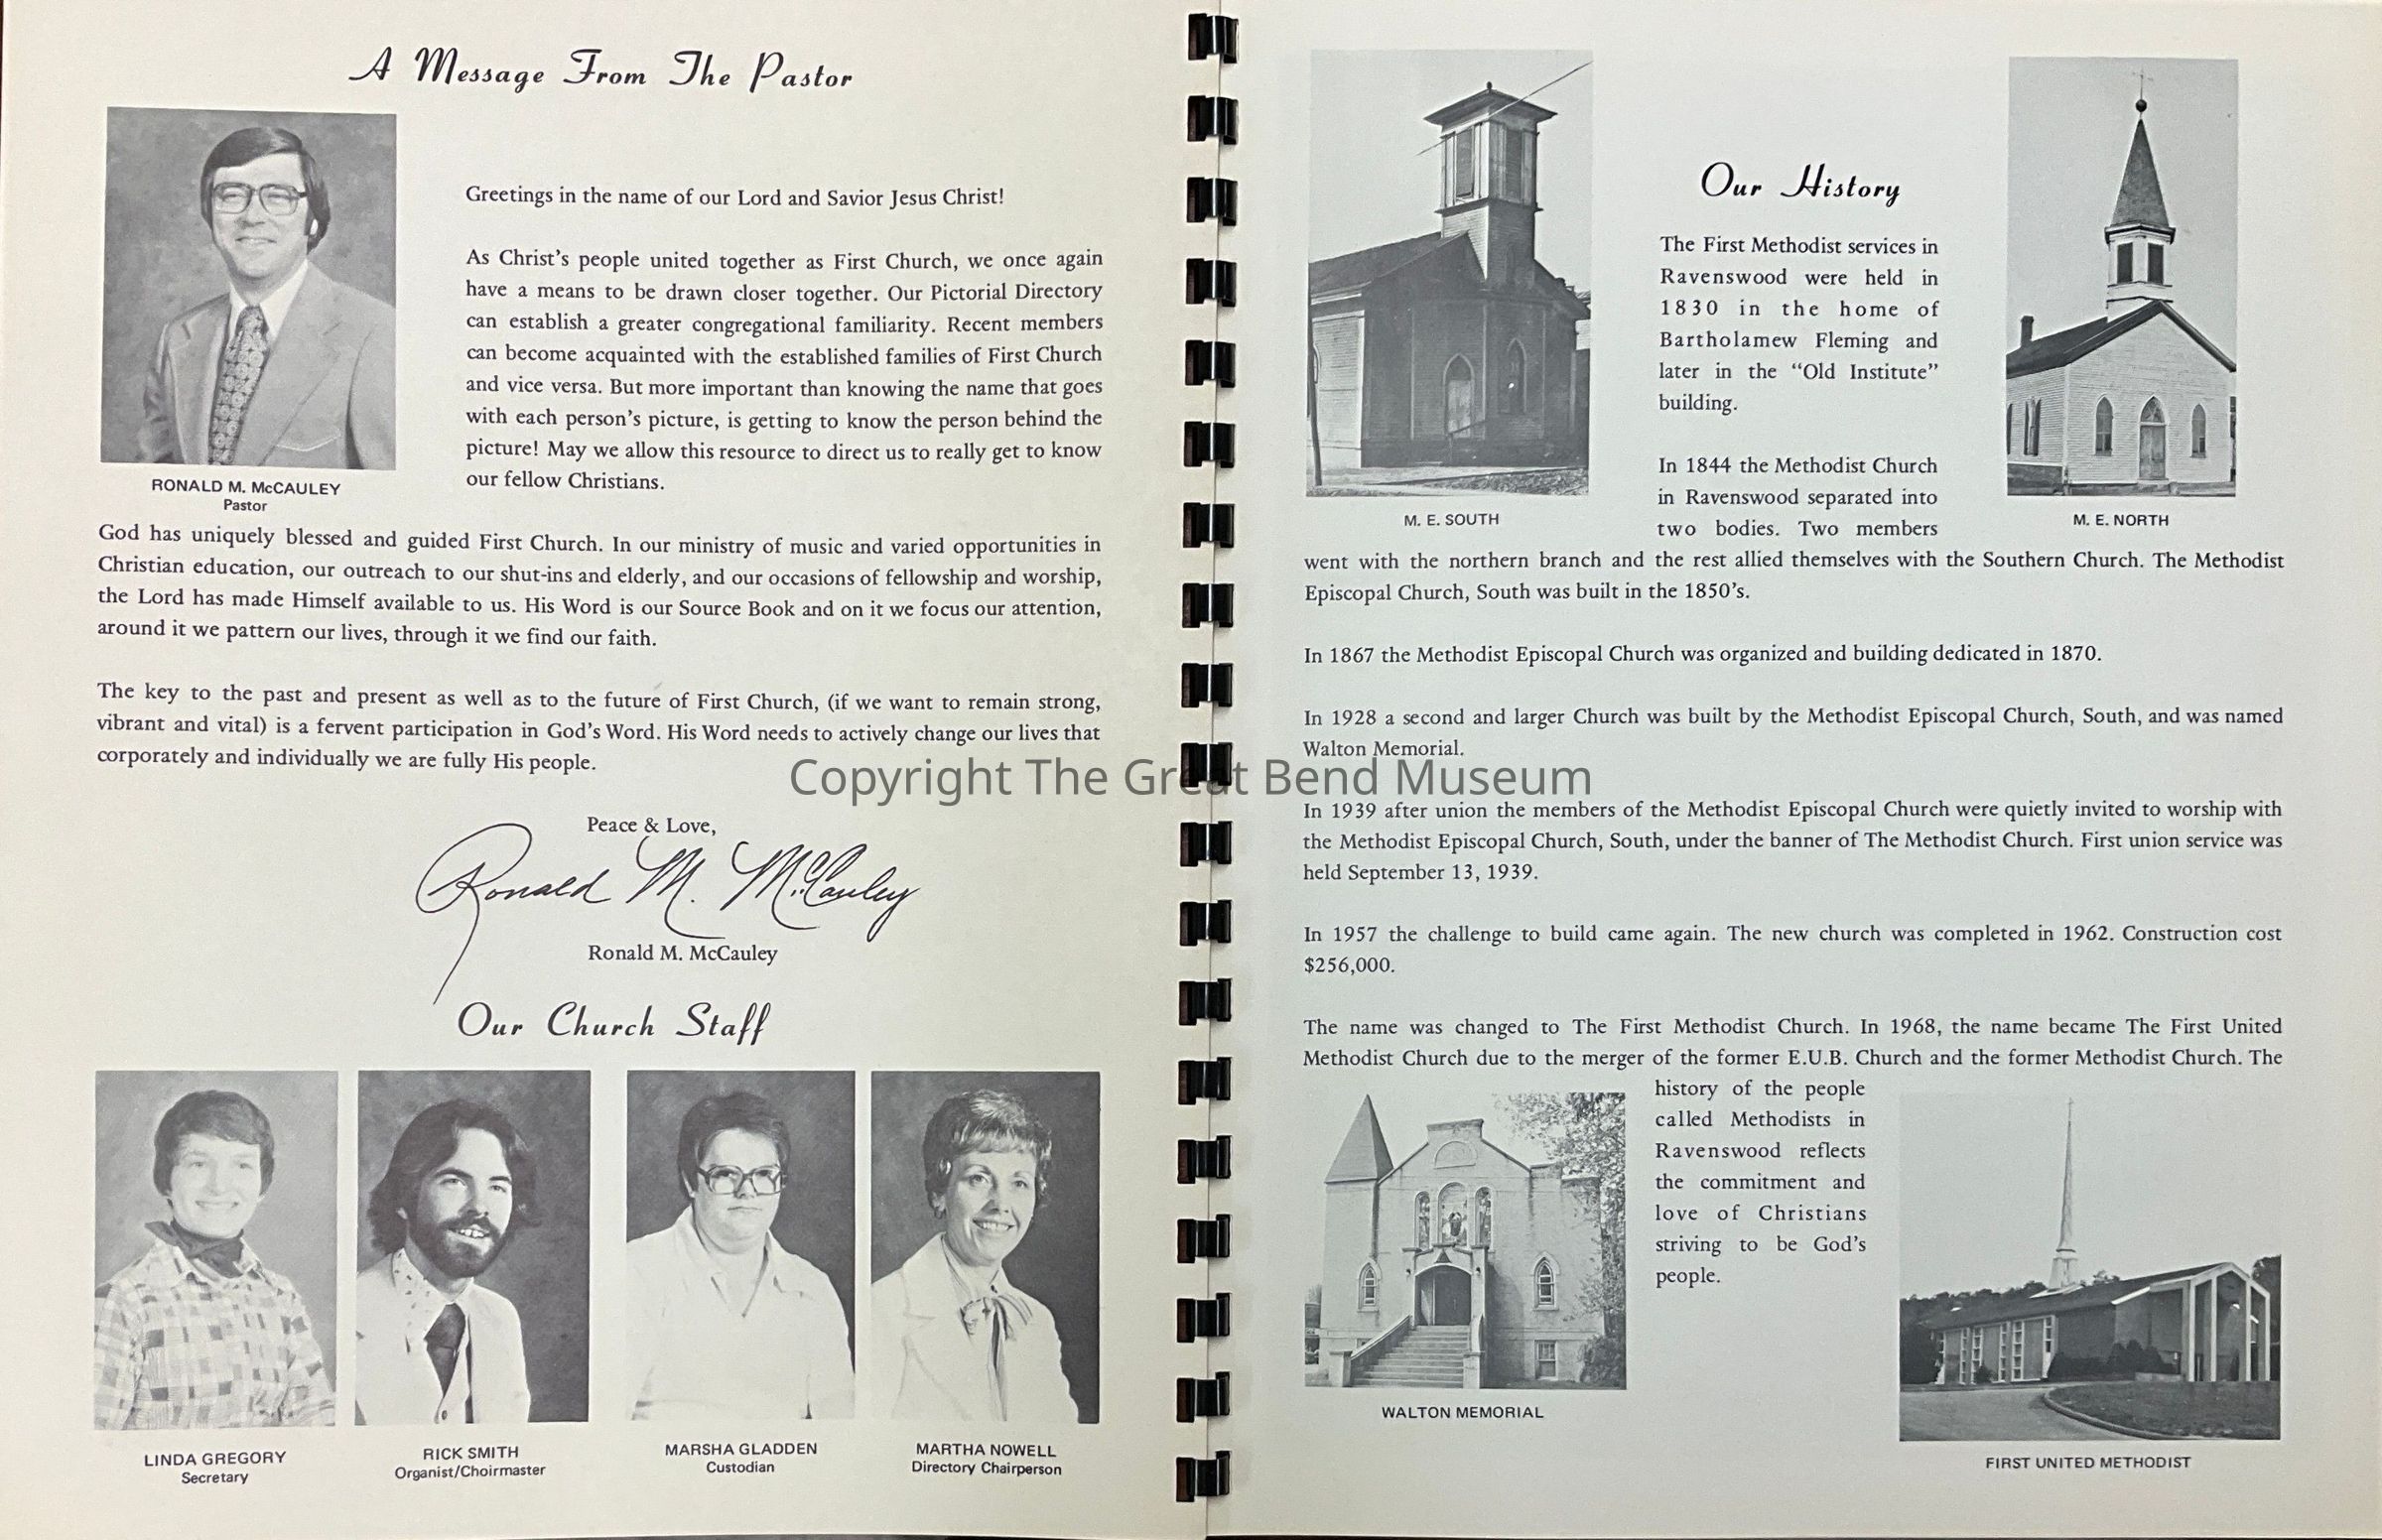 A Message From The Pastor
RONALD M. McCAULEY
Pastor
Greetings in the name of our Lord and Savior Jesus Christ!
As Christ's people united together as First Church, we once again
have a means to be drawn closer together. Our Pictorial Directory
can establish a greater congregational familiarity. Recent members
can become acquainted with the established families of First Church
and vice versa. But more important than knowing the name that goes
with each person's picture, is getting to know the person behind the
picture! May we allow this resource to direct us to really get to know
our fellow Christians.
God has uniquely blessed and guided First Church. In our ministry of music and varied opportunities in
Christian education, our outreach to our shut-ins and elderly, and our occasions of fellowship and worship,
the Lord has made Himself available to us. His Word is our Source Book and on it we focus our attention,
around it we pattern our lives, through it we find our faith.
The key to the past and present as well as to the future of First Church, (if we want to remain strong,
vibrant and vital) is a fervent participation in God's Word. His Word needs to actively change our lives that
corporately and individually we are fully His people.
Peace & Love,
Ronald M. McCauley
Ronald M. McCauley
Our Church Staff
LINDA GREGORY
Secretary
RICK SMITH
Organist/Choirmaster
MARSHA GLADDEN
Custodian
MARTHA NOWELL
Directory Chairperson
Our History
M. E. SOUTH
M. E. NORTH
The First Methodist services in
Ravenswood were held in
1830 in the home of
Bartholamew Fleming and
later in the "Old Institute"
building.
In 1844 the Methodist Church
in Ravenswood separated into
two bodies. Two members
went with the northern branch and the rest allied themselves with the Southern Church. The Methodist
Episcopal Church, South was built in the 1850's.
In 1867 the Methodist Episcopal Church was organized and building dedicated in 1870.
In 1928 a second and larger Church was built by the Methodist Episcopal Church, South, and was named
Walton Memorial.
Copyright The Great Bend Museum
In 1939 after union the members of the Methodist Episcopal Church were quietly invited to worship with
the Methodist Episcopal Church, South, under the banner of The Methodist Church. First union service was
held September 13, 1939.
In 1957 the challenge to build came again. The new church was completed in 1962. Construction cost
$256,000.
The name was changed to The First Methodist Church. In 1968, the name became The First United
Methodist Church due to the merger of the former E.U.B. Church and the former Methodist Church. The
history of the people
called Methodists in
Ravenswood reflects
the commitment and
love of Christians
striving to be God's
people.
WALTON MEMORIAL
FIRST UNITED METHODIST